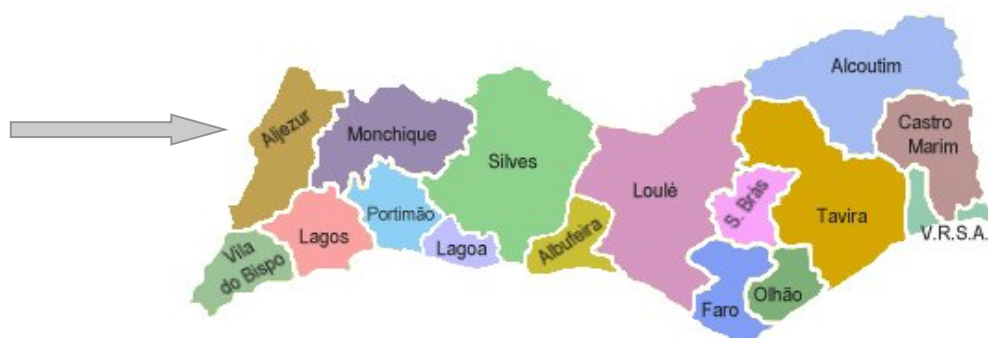 Alcoutim
Castro
Marim
Aljezur
Monchique
Silves
Loulé
S. Brás
Tavira
Portimão
V.R.S.A.
Lagos
Lagoa
Albufeira
Vila
do Bispo
Olhão
Faro